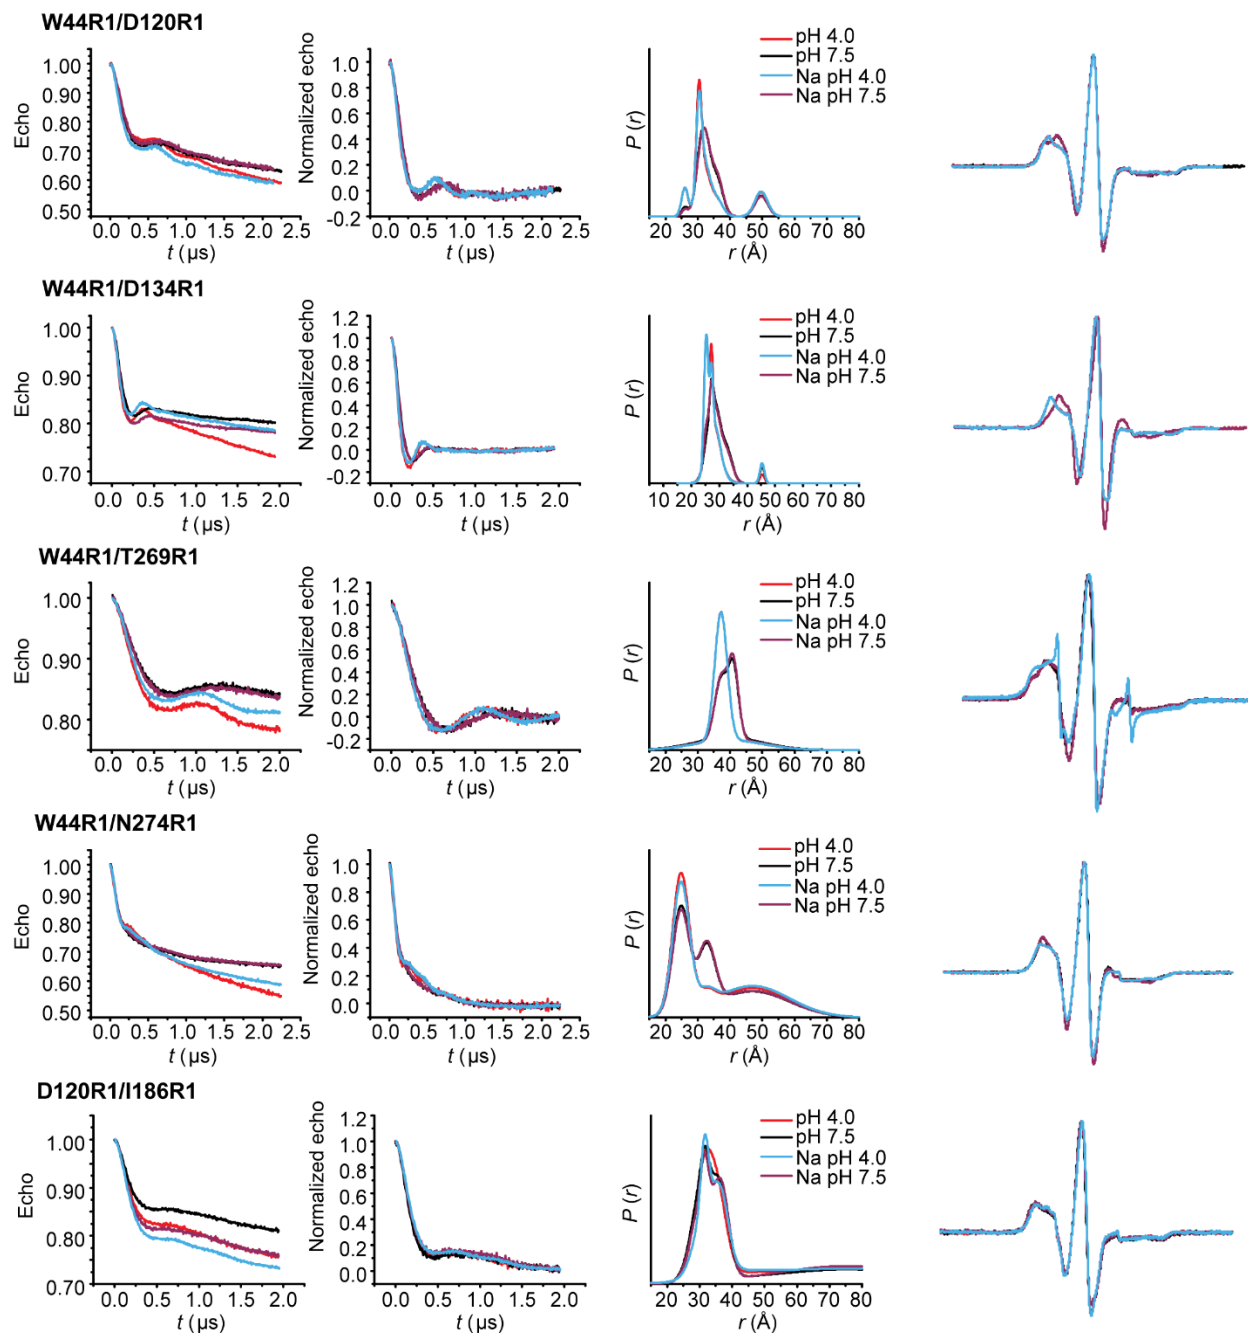 W44R1/D120R1
Echo
1.00
0.90
0.80
0.70
0.60
0.50
0.0 0.5 1.0 1.5 2.0 2.5
t (µs)
Normalized echo
1.0
0.8
0.6
0.4
0.2
0.0
-0.2
0.0 0.5 1.0 1.5 2.0 2.5
t (µs)
P (r)
pH 4.0
pH 7.5
Na pH 4.0
Na pH 7.5
20 30 40 50 60 70 80
r (Å)
W44R1/D134R1
Echo
1.00
0.90
0.80
0.70
0.0 0.5 1.0 1.5 2.0
t (µs)
Normalized echo
1.2
1.0
0.8
0.6
0.4
0.2
0.0
-0.2
0.0 0.5 1.0 1.5 2.0
t (µs)
P (r)
pH 4.0
pH 7.5
Na pH 4.0
Na pH 7.5
10 20 30 40 50 60 70 80
r (Å)
W44R1/T269R1
Echo
1.00
0.90
0.80
0.0 0.5 1.0 1.5 2.0
t (µs)
Normalized echo
1.2
1.0
0.8
0.6
0.4
0.2
0.0
-0.2
0.0 0.5 1.0 1.5 2.0
t (µs)
P (r)
pH 4.0
pH 7.5
Na pH 4.0
Na pH 7.5
20 30 40 50 60 70 80
r (Å)
W44R1/N274R1
Echo
1.00
0.90
0.80
0.70
0.60
0.50
0.0 0.5 1.0 1.5 2.0 2.5
t (µs)
Normalized echo
1.0
0.8
0.6
0.4
0.2
0.0
0.0 0.5 1.0 1.5 2.0 2.5
t (µs)
P (r)
pH 4.0
pH 7.5
Na pH 4.0
Na pH 7.5
20 30 40 50 60 70 80
r (Å)
D120R1/I186R1
Echo
1.00
0.90
0.80
0.70
0.0 0.5 1.0 1.5 2.0
t (µs)
Normalized echo
1.2
1.0
0.8
0.6
0.4
0.2
0.0
0.0 0.5 1.0 1.5 2.0
t (µs)
P (r)
pH 4.0
pH 7.5
Na pH 4.0
Na pH 7.5
20 30 40 50 60 70 80
r (Å)